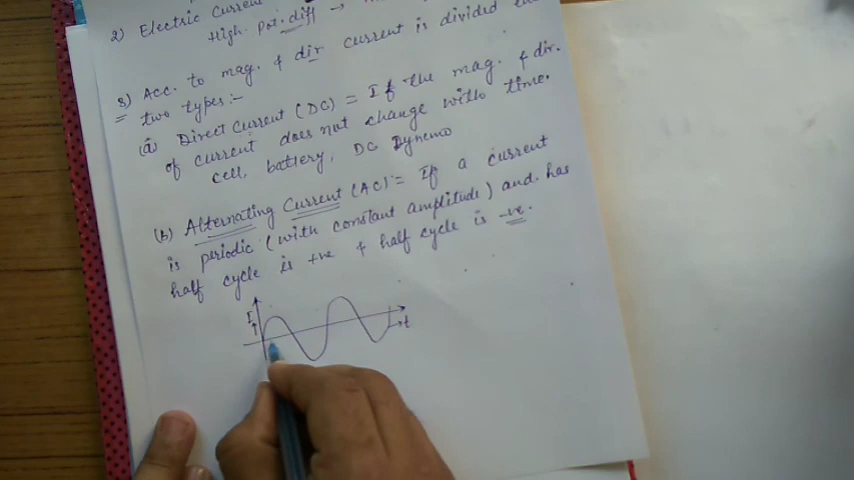 2) Electric Current
High. Pot. diff →
3) Acc. to mag. & dir current is divided
two types:-
(a) Direct Current (DC) = If the mag. & dir.
of current does not change with time.
cell, battery, DC Dynemo
(b) Alternating Current (AC) = If a current
is periodic (with constant amplitude) and has
half cycle is +ve & half cycle is -ve.
I
t